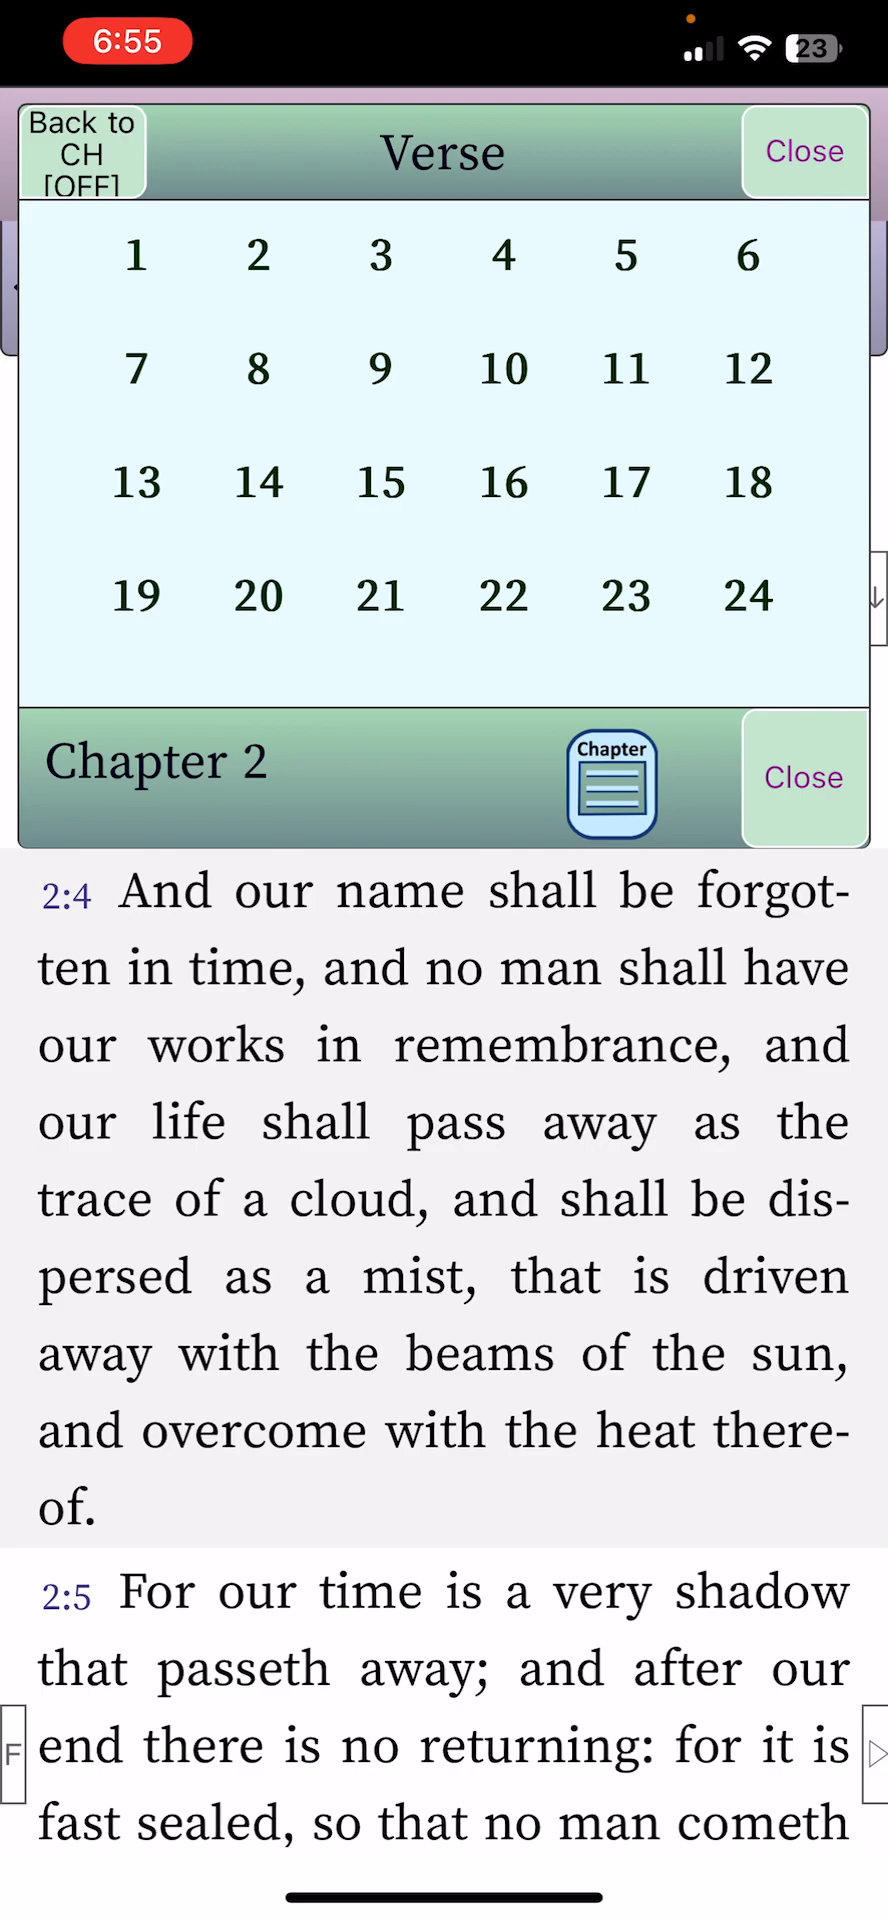 6:55
23
Back to
CH
[OFF]
Verse
Close
1 2 3 4 5 6
7 8 9 10 11 12
13 14 15 16 17 18
19 20 21 22 23 24
Chapter 2
Chapter
Close
2:4 And our name shall be forgot-
ten in time, and no man shall have
our works in remembrance, and
our life shall pass away as the
trace of a cloud, and shall be dis-
persed as a mist, that is driven
away with the beams of the sun,
and overcome with the heat there-
of.
2:5 For our time is a very shadow
that passeth away; and after our
F
end there is no returning: for it is
fast sealed, so that no man cometh